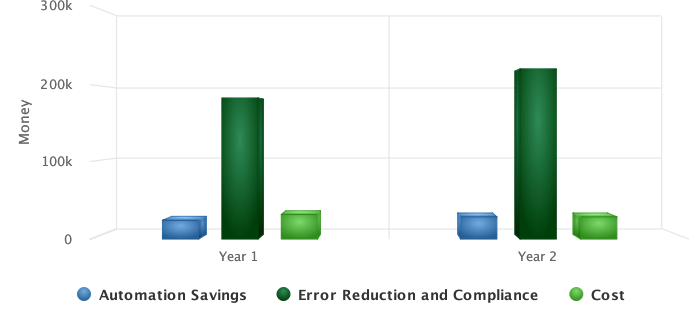 300k
200k
Money
100k
0
Year 1 Year 2
Automation Savings Error Reduction and Compliance Cost